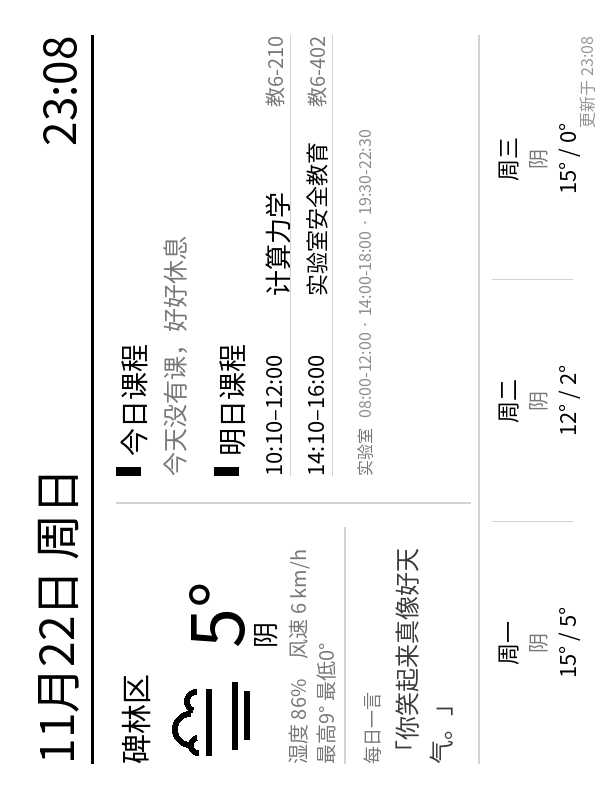 11月22日 周日
23:08
碑林区
5°
阴
湿度 86% 风速 6 km/h
最高9° 最低0°
每日一言
「你笑起来真像好天
气。」
今日课程
今天没有课，好好休息
明日课程
10:10–12:00 计算力学 教6-210
14:10–16:00 实验室安全教育 教6-402
实验室 08:00-12:00 · 14:00-18:00 · 19:30-22:30
周一
阴
15° / 5°
周二
阴
12° / 2°
周三
阴
15° / 0°
更新于 23:08